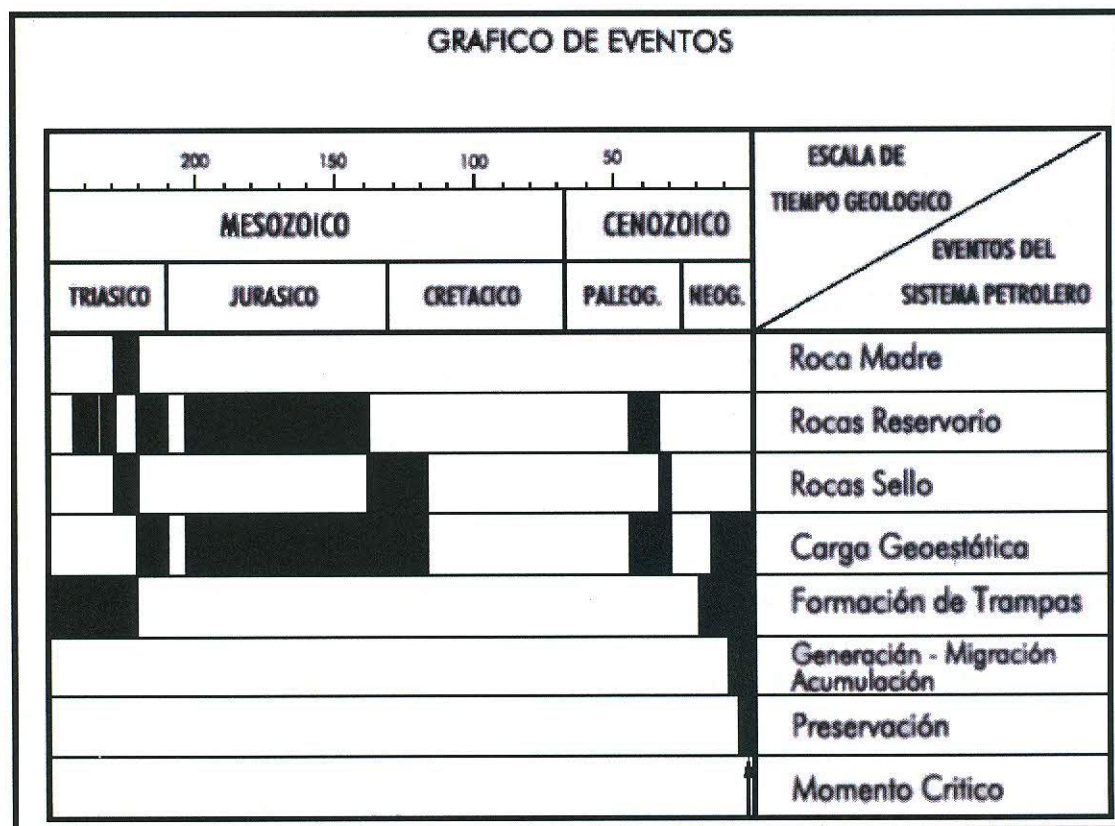 GRAFICO DE EVENTOS
200 150 100 50
MESOZOICO CENOZOICO
TRIASICO JURASICO CRETACICO PALEOG. NEOG.
ESCALA DE
TIEMPO GEOLOGICO
EVENTOS DEL
SISTEMA PETROLERO
Roca Madre
Rocas Reservorio
Rocas Sello
Carga Geoestática
Formación de Trampas
Generación - Migración
Acumulación
Preservación
Momento Critico